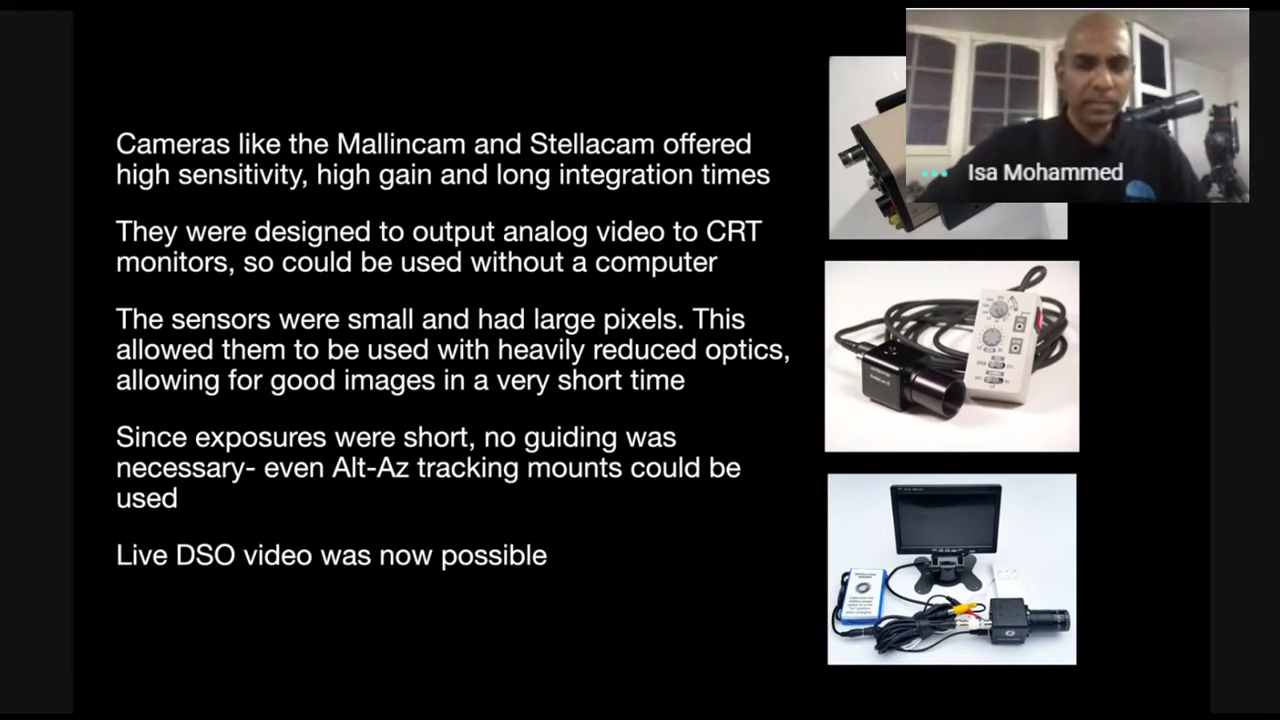 Cameras like the Mallincam and Stellacam offered
high sensitivity, high gain and long integration times
They were designed to output analog video to CRT
monitors, so could be used without a computer
The sensors were small and had large pixels. This
allowed them to be used with heavily reduced optics,
allowing for good images in a very short time
Since exposures were short, no guiding was
necessary- even Alt-Az tracking mounts could be
used
Live DSO video was now possible
Isa Mohammed